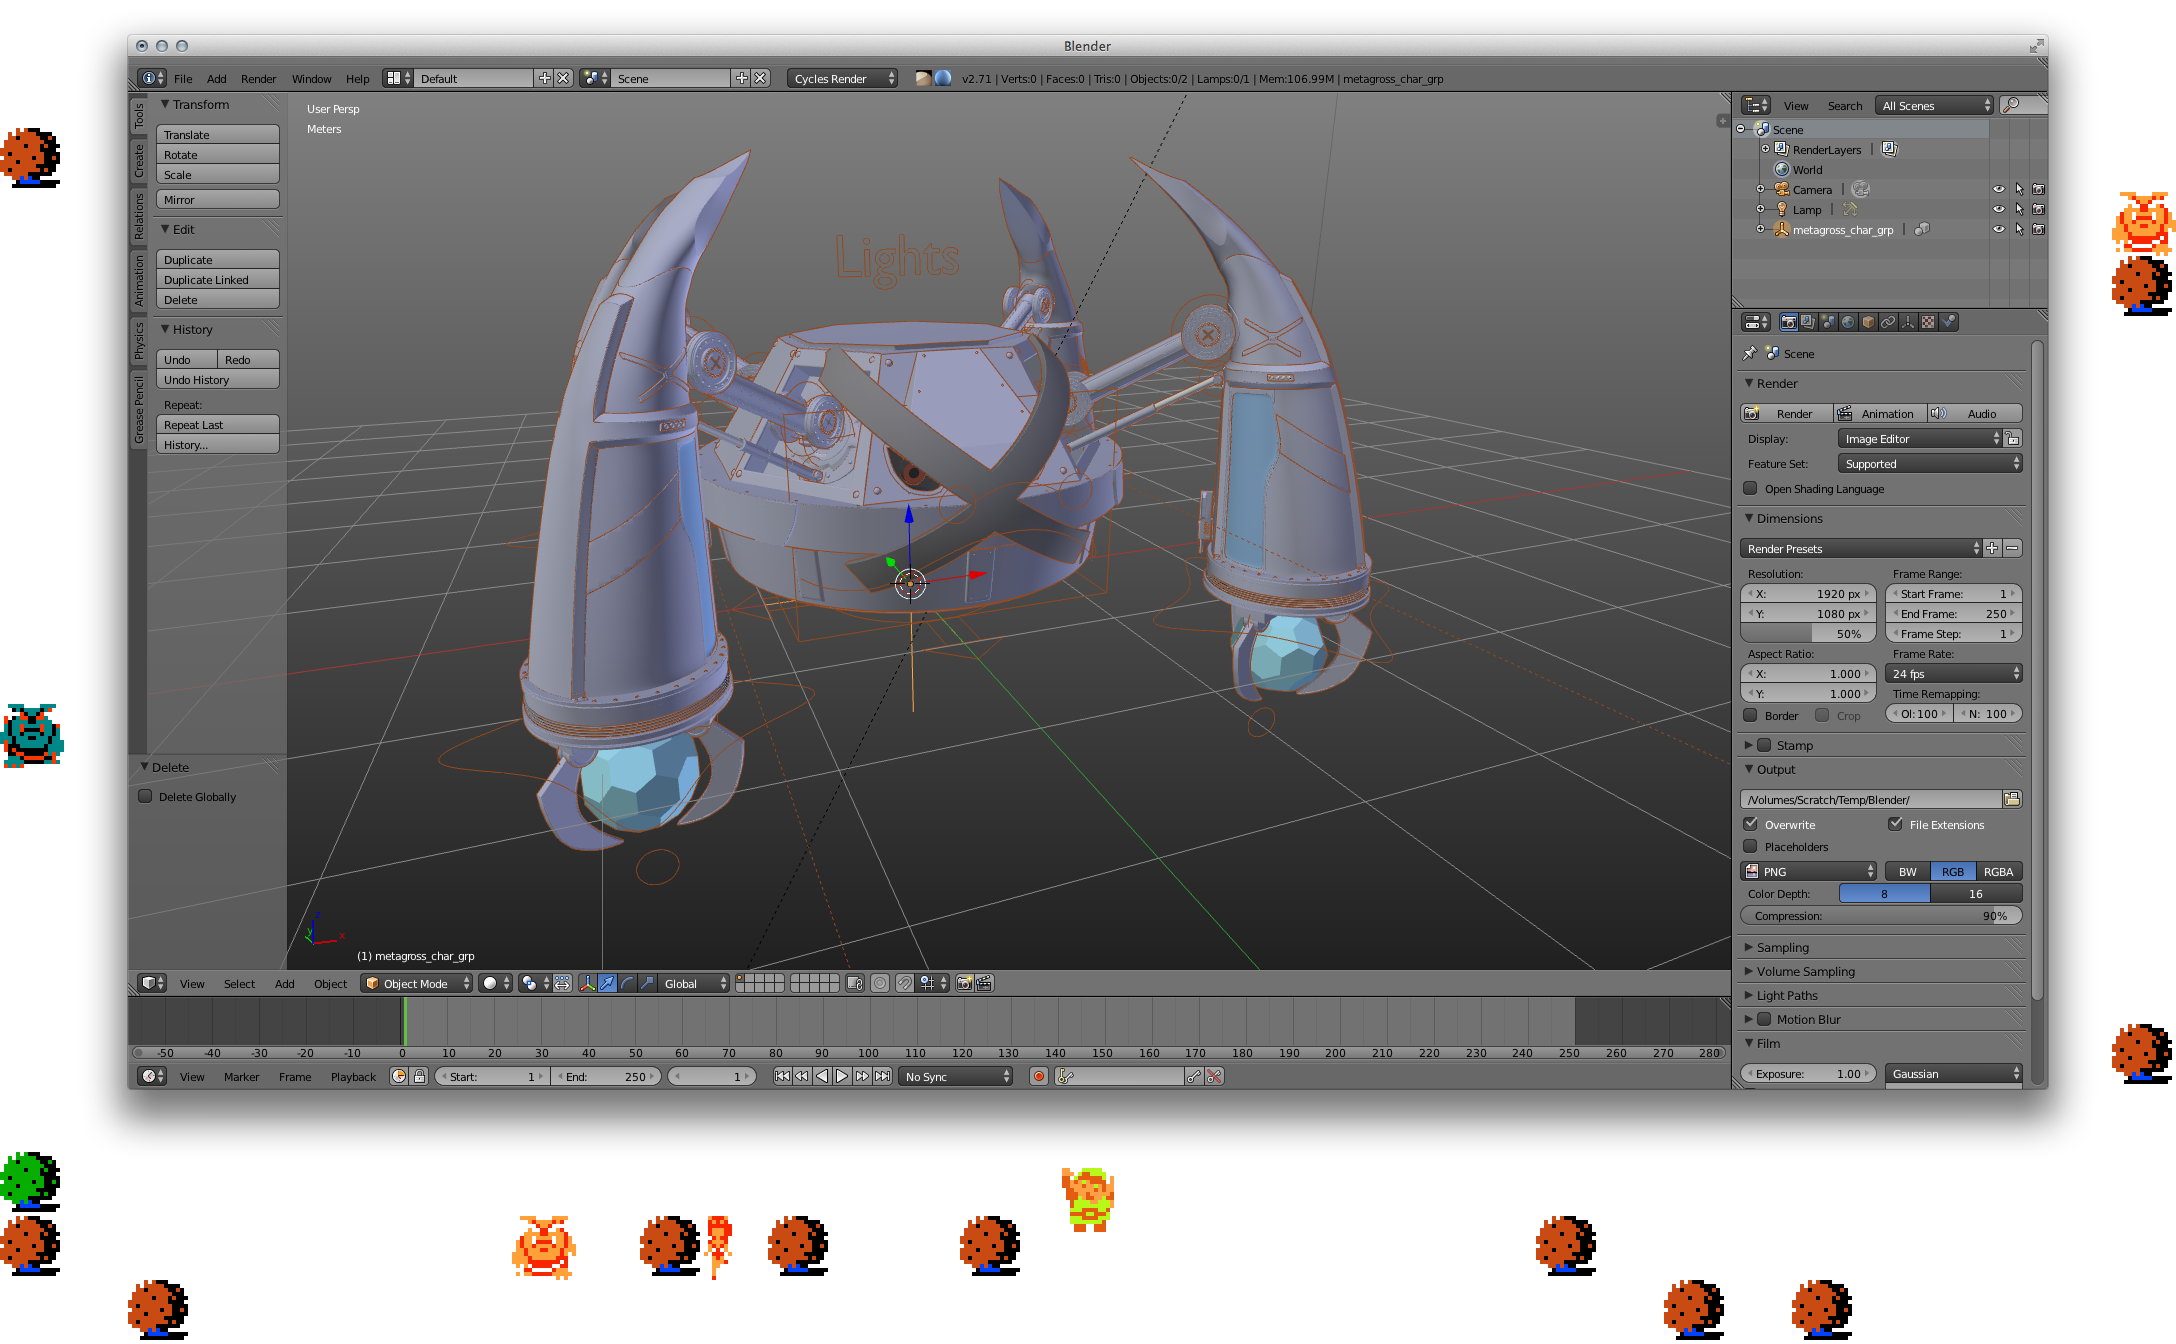 Blender
File Add Render Window Help Default Scene Cycles Render v2.71 | Verts:0 | Faces:0 | Tris:0 | Objects:0/2 | Lamps:0/1 | Mem:106.99M | metagross_char_grp
Tools
Create
Relations
Animation
Physics
Grease Pencil
Transform
Translate
Rotate
Scale
Mirror
Edit
Duplicate
Duplicate Linked
Delete
History
Undo Redo
Undo History
Repeat:
Repeat Last
History...
Delete
Delete Globally
User Persp
Meters
Lights
(1) metagross_char_grp
View Select Add Object Object Mode Global
-50 -40 -30 -20 -10 0 10 20 30 40 50 60 70 80 90 100 110 120 130 140 150 160 170 180 190 200 210 220 230 240 250 260 270 280
View Marker Frame Playback Start: 1 End: 250 1 No Sync
View Search All Scenes
Scene
RenderLayers |
World
Camera |
Lamp |
metagross_char_grp |
Scene
Render
Render Animation Audio
Display: Image Editor
Feature Set: Supported
Open Shading Language
Dimensions
Render Presets
Resolution: Frame Range:
X: 1920 px Start Frame: 1
Y: 1080 px End Frame: 250
50% Frame Step: 1
Aspect Ratio: Frame Rate:
X: 1.000 24 fps
Y: 1.000 Time Remapping:
Border Crop Ol: 100 N: 100
Stamp
Output
/Volumes/Scratch/Temp/Blender/
Overwrite File Extensions
Placeholders
PNG BW RGB RGBA
Color Depth: 8 16
Compression: 90%
Sampling
Volume Sampling
Light Paths
Motion Blur
Film
Exposure: 1.00 Gaussian